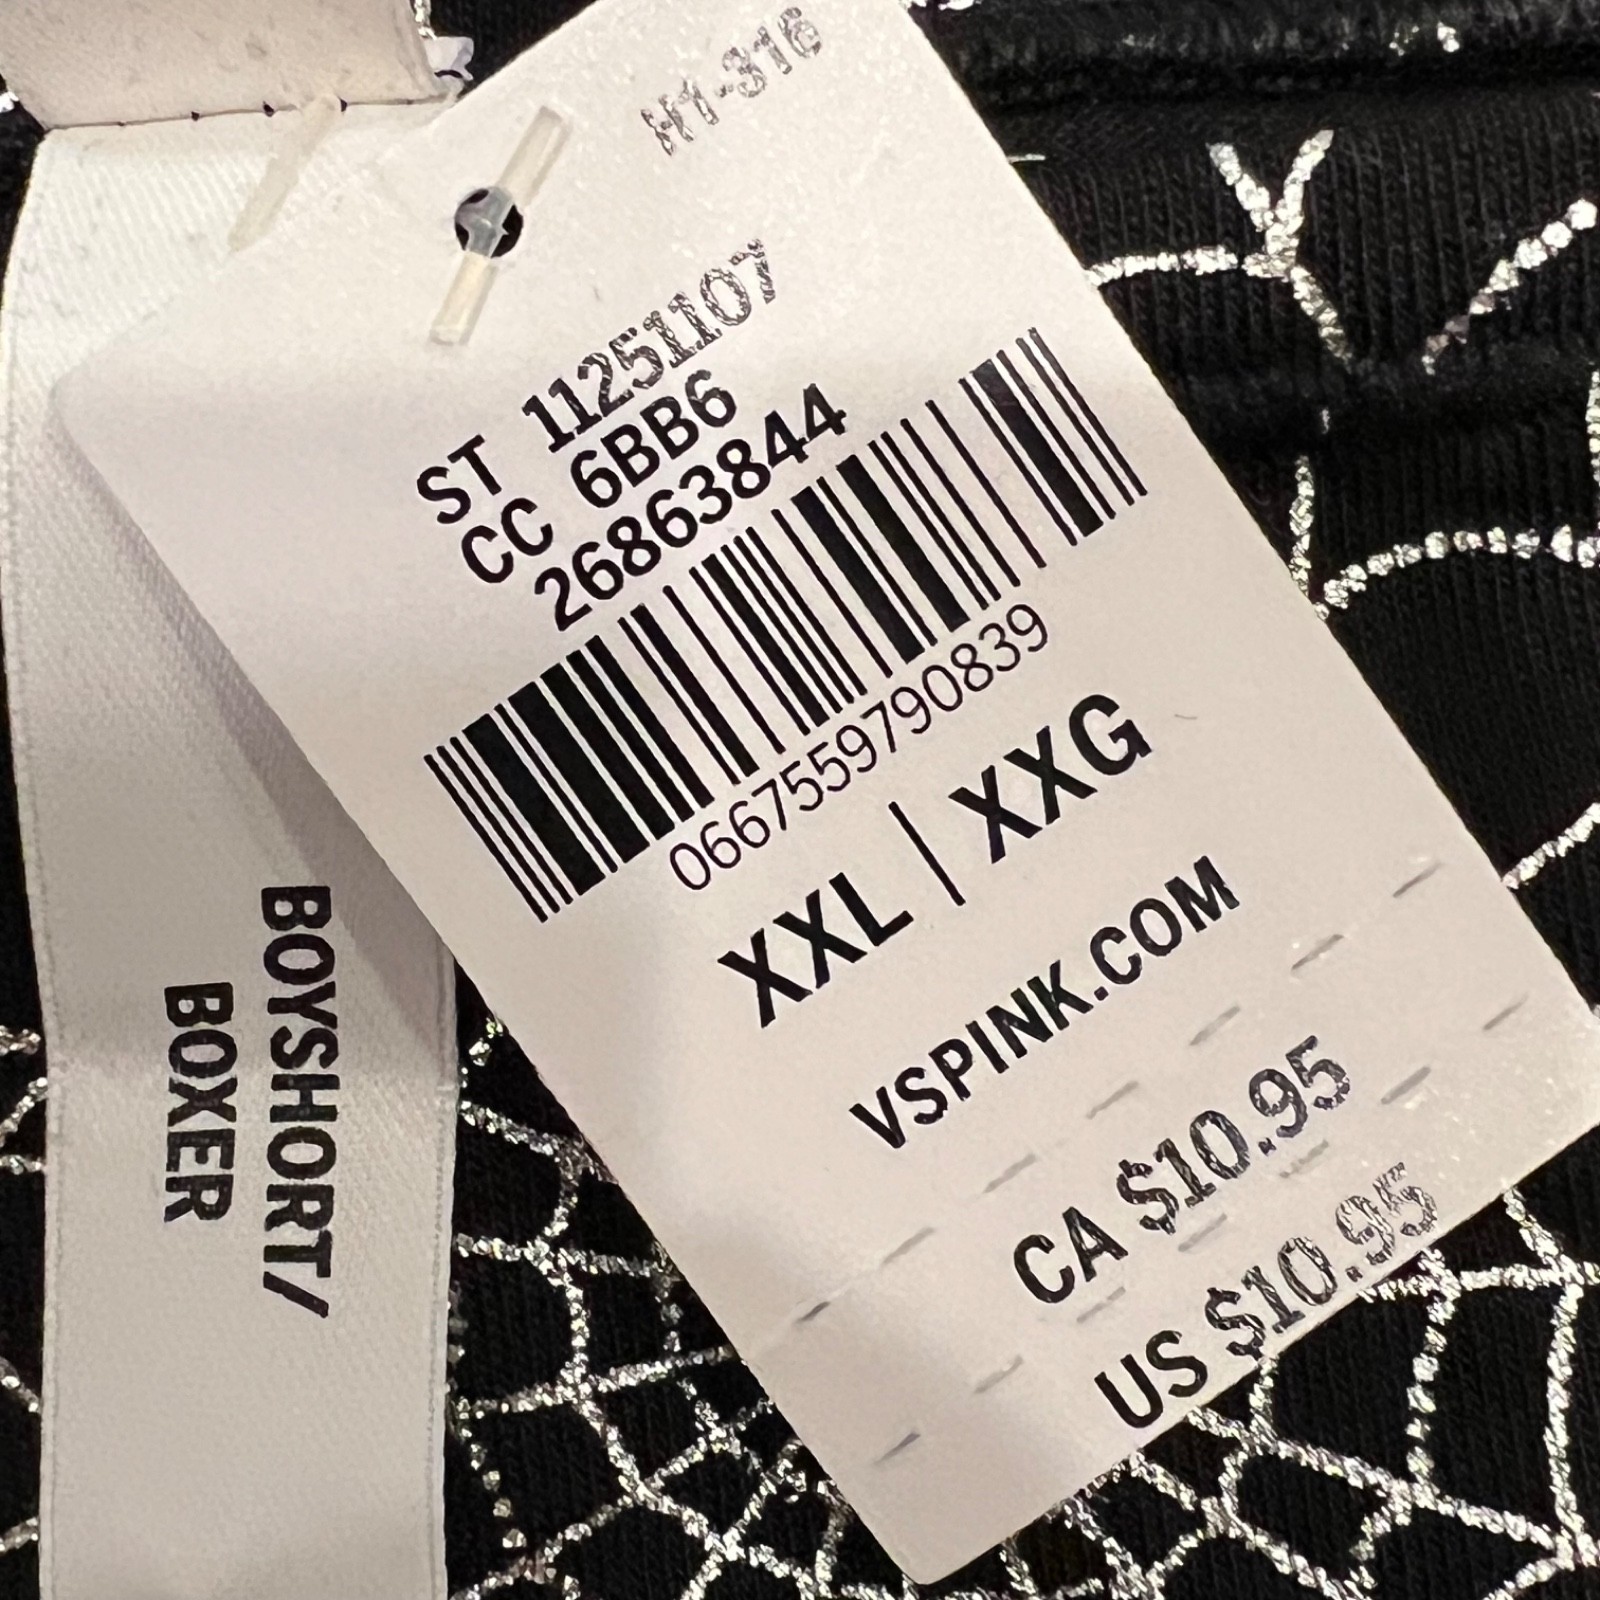 H1-316
ST 11251107
CC 6BB6
26863844
0667559790839
XXL | XXG
VSPINK.COM
CA $10.95
US $10.95
BOYSHORT/
BOXER